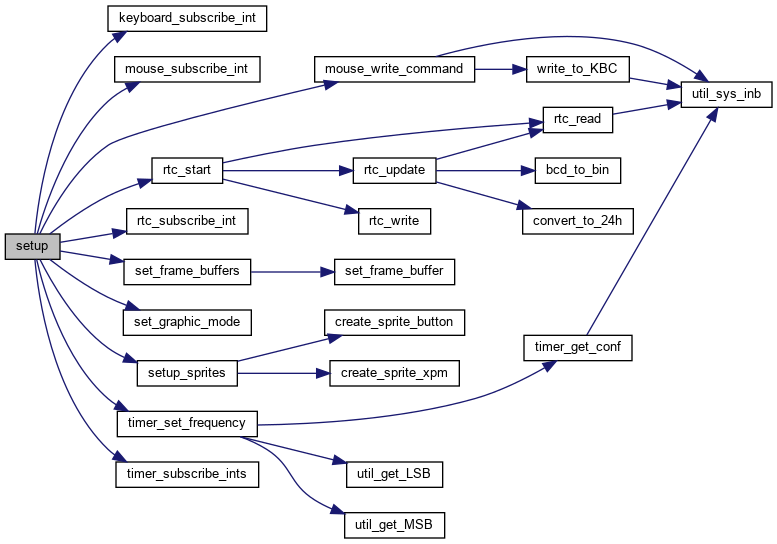 keyboard_subscribe_int
mouse_subscribe_int
mouse_write_command
write_to_KBC
util_sys_inb
rtc_read
rtc_start
rtc_update
bcd_to_bin
rtc_subscribe_int
rtc_write
convert_to_24h
setup
set_frame_buffers
set_frame_buffer
set_graphic_mode
create_sprite_button
timer_get_conf
setup_sprites
create_sprite_xpm
timer_set_frequency
timer_subscribe_ints
util_get_LSB
util_get_MSB